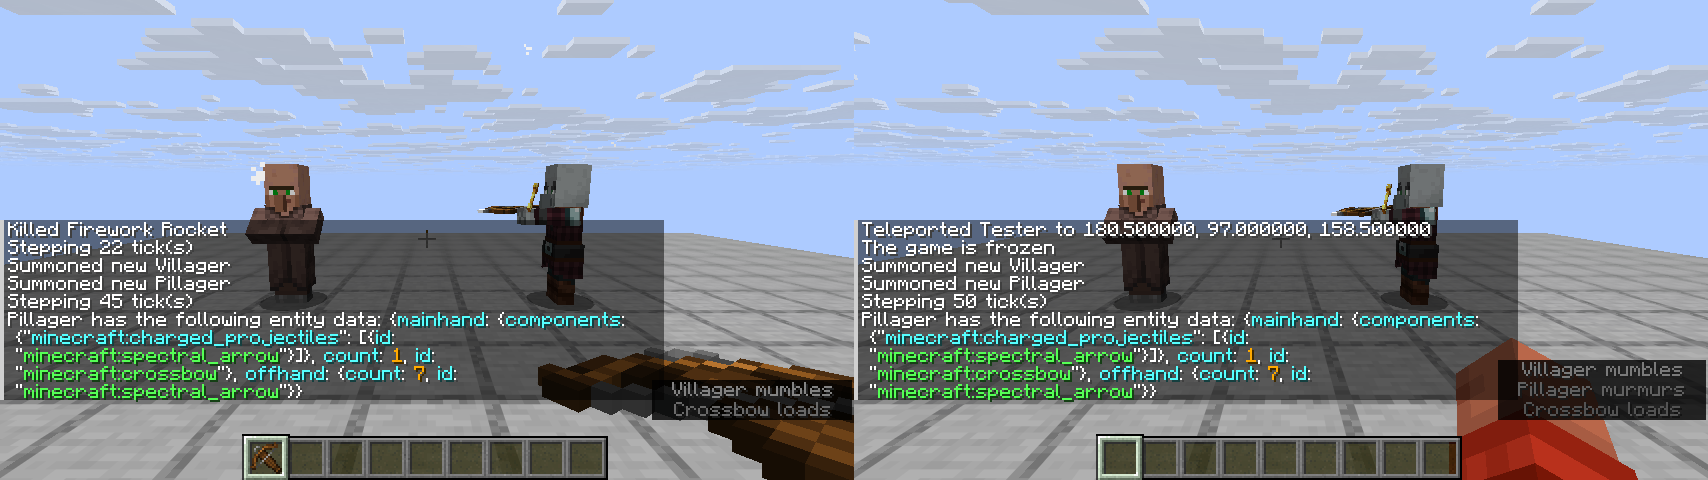 Killed Firework Rocket
Stepping 22 tick(s)
Summoned new Villager
Summoned new Pillager
Stepping 45 tick(s)
Pillager has the following entity data: {mainhand: {components:
{"minecraft:charged_projectiles": [{id:
"minecraft:spectral_arrow"}]}, count: 1, id:
"minecraft:crossbow"}, offhand: {count: 7, id:
"minecraft:spectral_arrow"}}
Villager mumbles
Crossbow loads
Teleported Tester to 180.500000, 97.000000, 158.500000
The game is frozen
Summoned new Villager
Summoned new Pillager
Stepping 50 tick(s)
Pillager has the following entity data: {mainhand: {components:
{"minecraft:charged_projectiles": [{id:
"minecraft:spectral_arrow"}]}, count: 1, id:
"minecraft:crossbow"}, offhand: {count: 7, id:
"minecraft:spectral_arrow"}}
Villager mumbles
Pillager murmurs
Crossbow loads